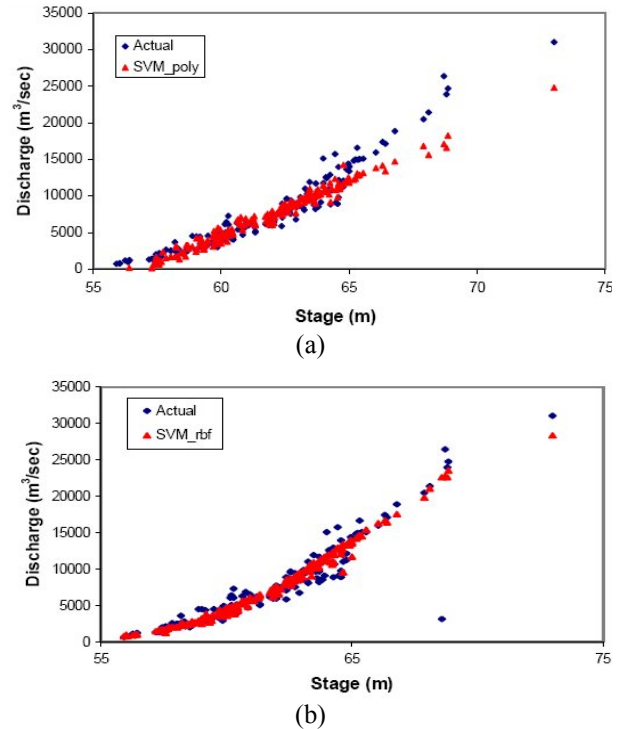 35000
30000
25000
20000
15000
10000
5000
0
Discharge (m³/sec)
Actual
SVM_poly
55 60 65 70 75
Stage (m)
(a)
35000
30000
25000
20000
15000
10000
5000
0
Discharge (m³/sec)
Actual
SVM_rbf
55 65 75
Stage (m)
(b)